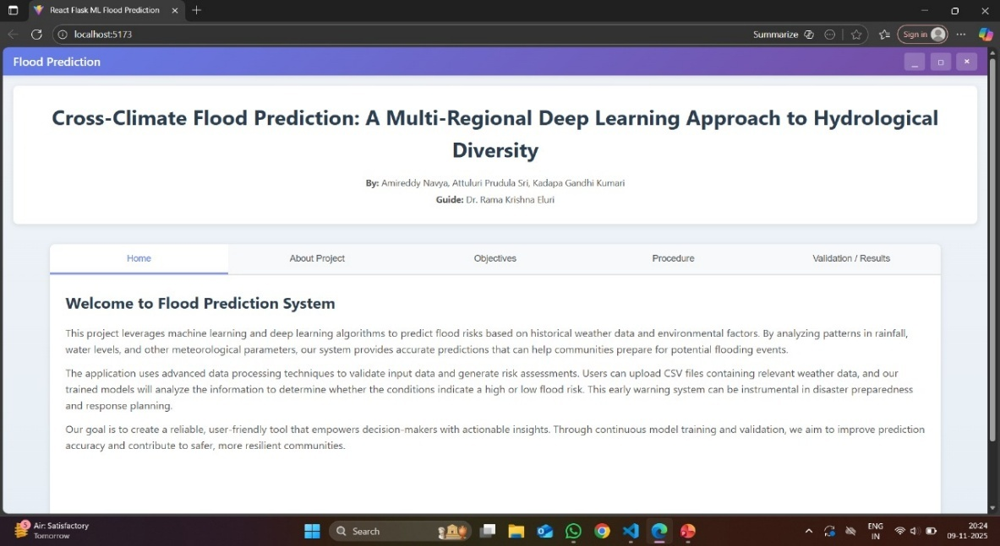 React Flask ML Flood Prediction
localhost:5173
Summarize
Sign in
Flood Prediction
Cross-Climate Flood Prediction: A Multi-Regional Deep Learning Approach to Hydrological
Diversity
By: Amireddy Navya, Attuluri Prudula Sri, Kadapa Gandhi Kumari
Guide: Dr. Rama Krishna Eluri
Home
About Project
Objectives
Procedure
Validation / Results
Welcome to Flood Prediction System
This project leverages machine learning and deep learning algorithms to predict flood risks based on historical weather data and environmental factors. By analyzing patterns in rainfall,
water levels, and other meteorological parameters, our system provides accurate predictions that can help communities prepare for potential flooding events.
The application uses advanced data processing techniques to validate input data and generate risk assessments. Users can upload CSV files containing relevant weather data, and our
trained models will analyze the information to determine whether the conditions indicate a high or low flood risk. This early warning system can be instrumental in disaster preparedness
and response planning.
Our goal is to create a reliable, user-friendly tool that empowers decision-makers with actionable insights. Through continuous model training and validation, we aim to improve prediction
accuracy and contribute to safer, more resilient communities.
5
Air: Satisfactory
Tomorrow
Search
ENG
IN
20:24
09-11-2025